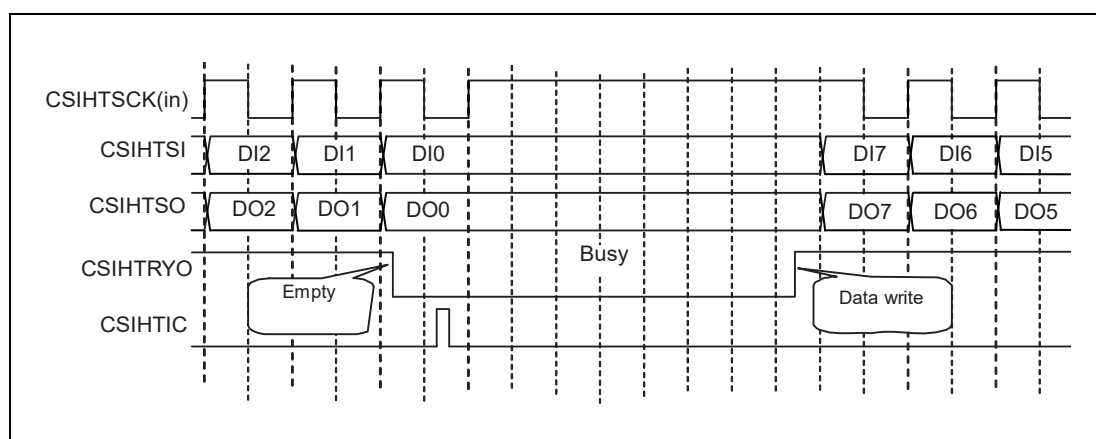 CSIHTSCK(in)
CSIHTSI DI2 DI1 DI0 DI7 DI6 DI5
CSIHTSO DO2 DO1 DO0 DO7 DO6 DO5
Busy
CSIHTRYO
Empty Data write
CSIHTIC